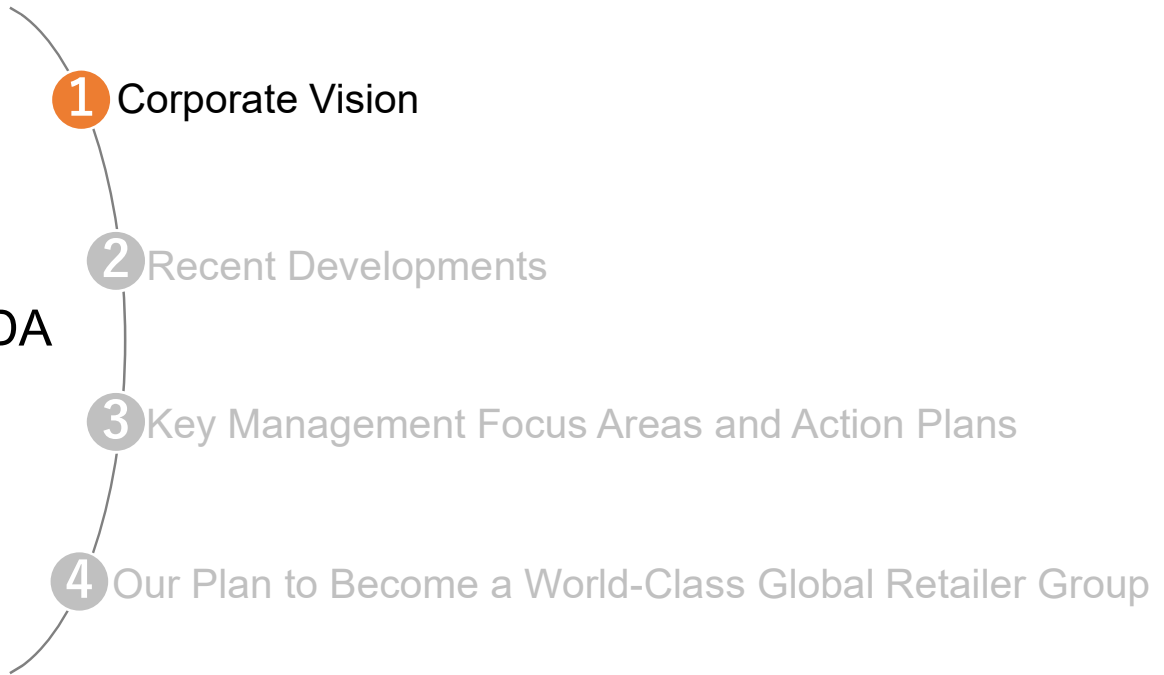 1 Corporate Vision
2 Recent Developments
DA
3 Key Management Focus Areas and Action Plans
4 Our Plan to Become a World-Class Global Retailer Group